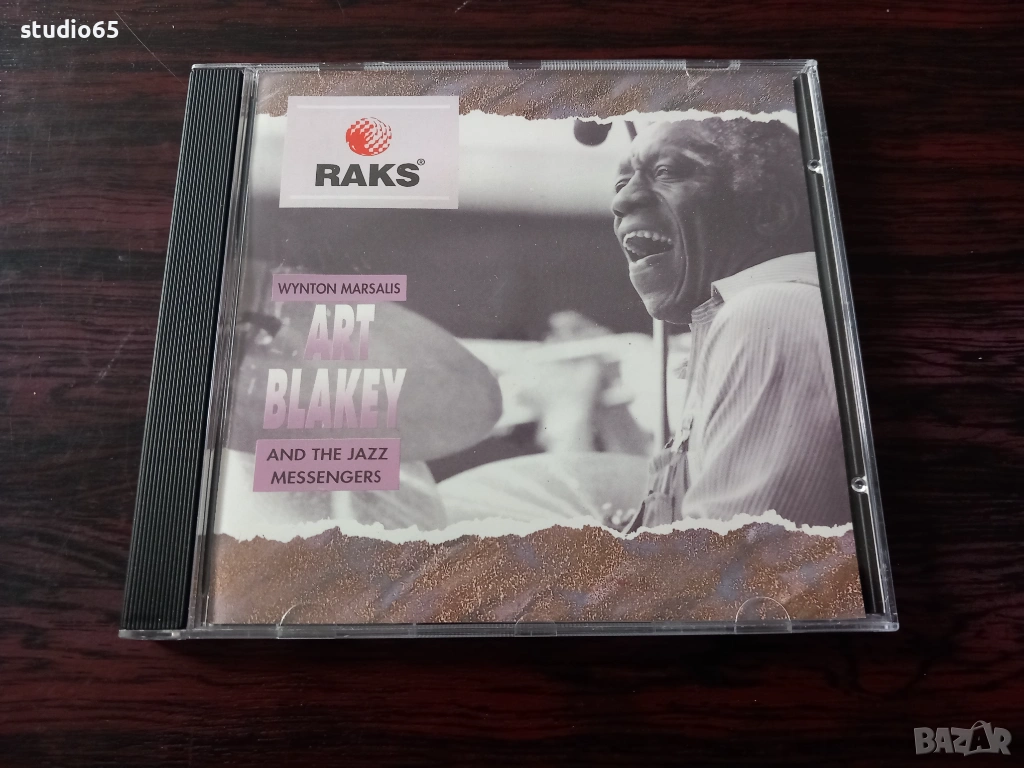 studio65
RAKS®
WYNTON MARSALIS
ART
BLAKEY
AND THE JAZZ
MESSENGERS
BAZAR